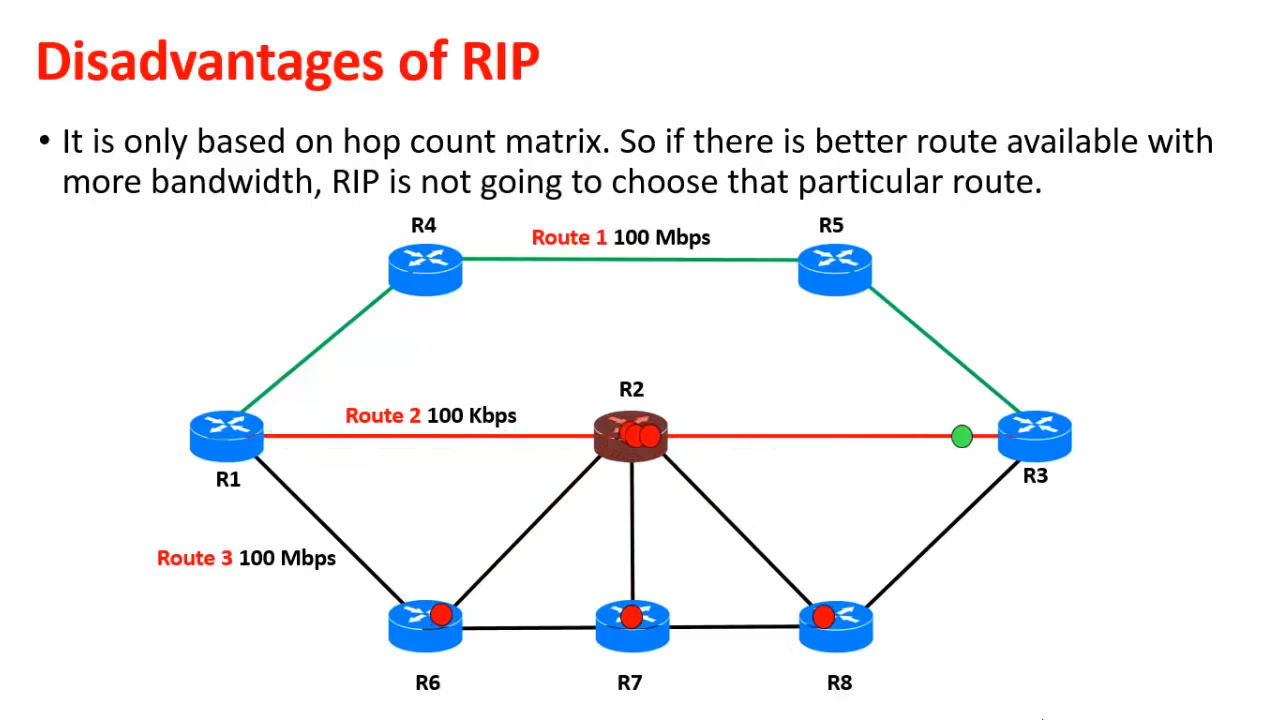 Disadvantages of RIP
• It is only based on hop count matrix. So if there is better route available with
more bandwidth, RIP is not going to choose that particular route.
R4
Route 1 100 Mbps
R5
R2
Route 2 100 Kbps
R1
R3
Route 3 100 Mbps
R6
R7
R8